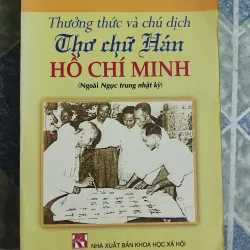 Thưởng thức và chú dịch
Thơ chữ Hán
HỒ CHÍ MINH
(Ngoài Ngục trung nhật ký)
NHÀ XUẤT BẢN KHOA HỌC XÃ HỘI